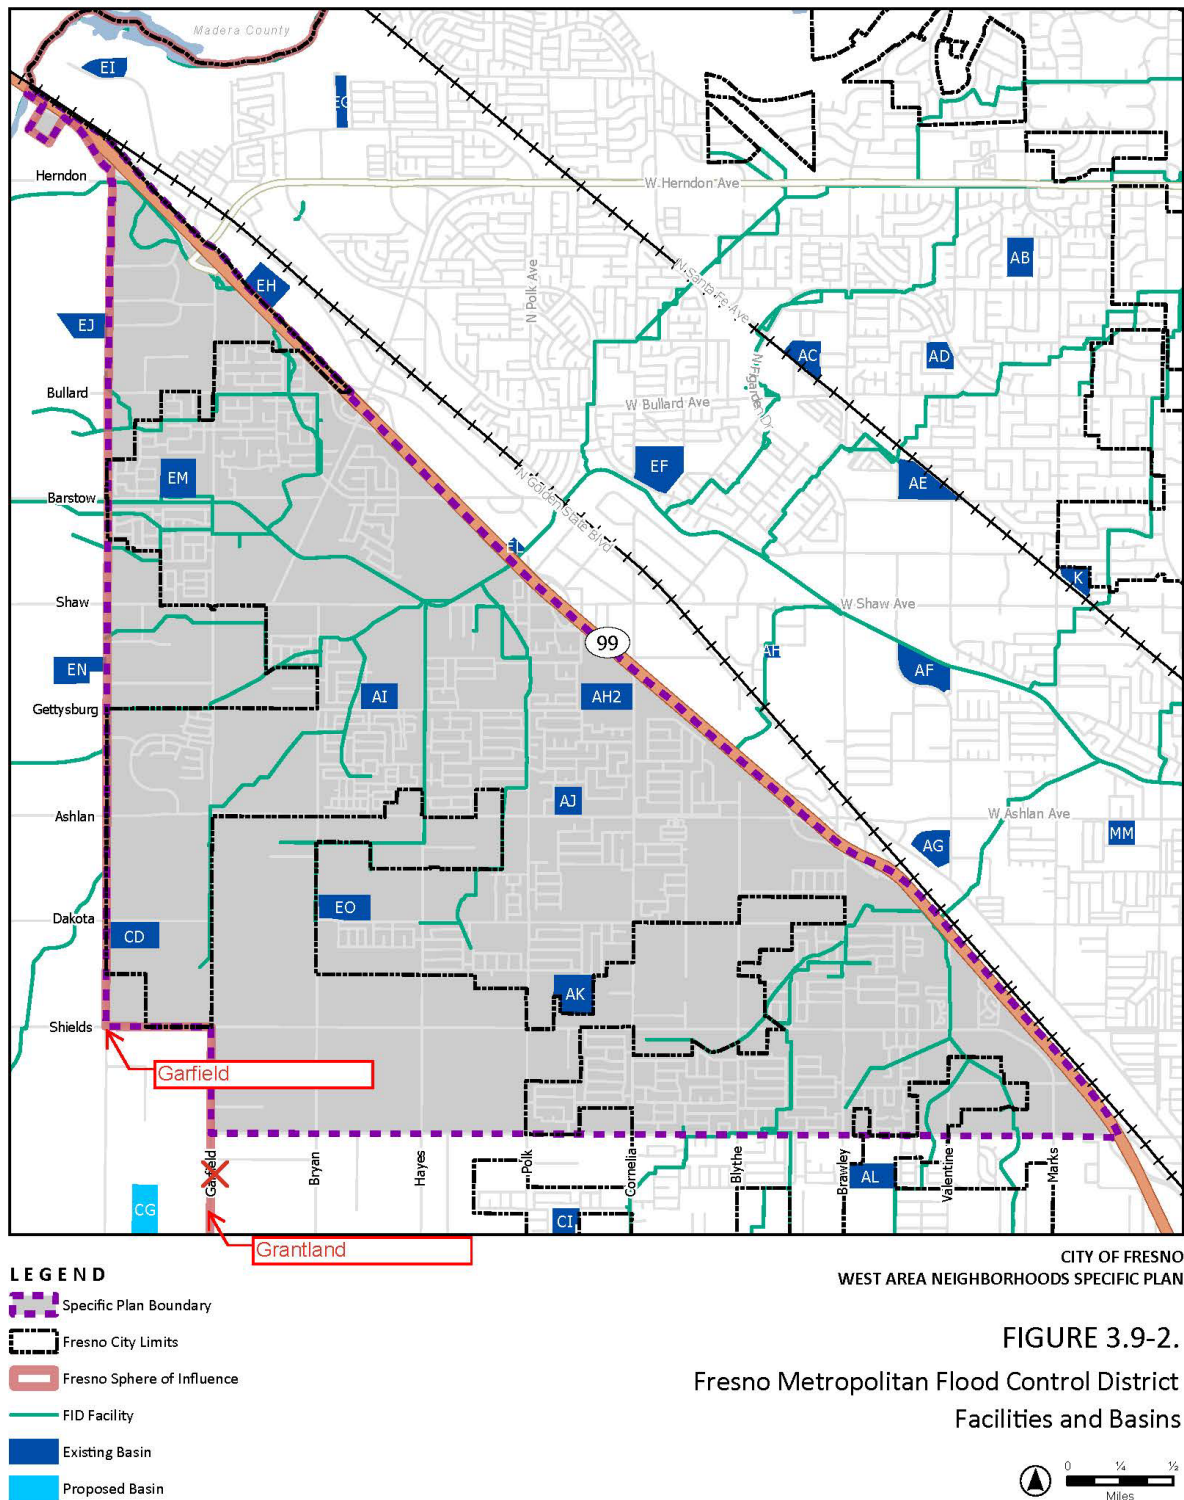 Madera County
EI
EG
Herndon
W Herndon Ave
AB
EH
N Polk Ave
N Santa Fe Ave
EJ
AC
AD
N Figarden Dr
Bullard
W Bullard Ave
EM
EF
AE
Barstow
N Golden State Blvd
EL
K
Shaw
W Shaw Ave
99
AH
EN
AF
AI
AH2
Gettysburg
AJ
Ashlan
W Ashlan Ave
MM
AG
EO
Dakota
CD
AK
Shields
Garfield
Garfield
Bryan
Hayes
Polk
Cornelia
Blythe
Brawley
AL
Valentine
Marks
CG
CI
Grantland
CITY OF FRESNO
WEST AREA NEIGHBORHOODS SPECIFIC PLAN
LEGEND
Specific Plan Boundary
Fresno City Limits
Fresno Sphere of Influence
FID Facility
Existing Basin
Proposed Basin
FIGURE 3.9-2.
Fresno Metropolitan Flood Control District
Facilities and Basins
0 ¼ ½
Miles